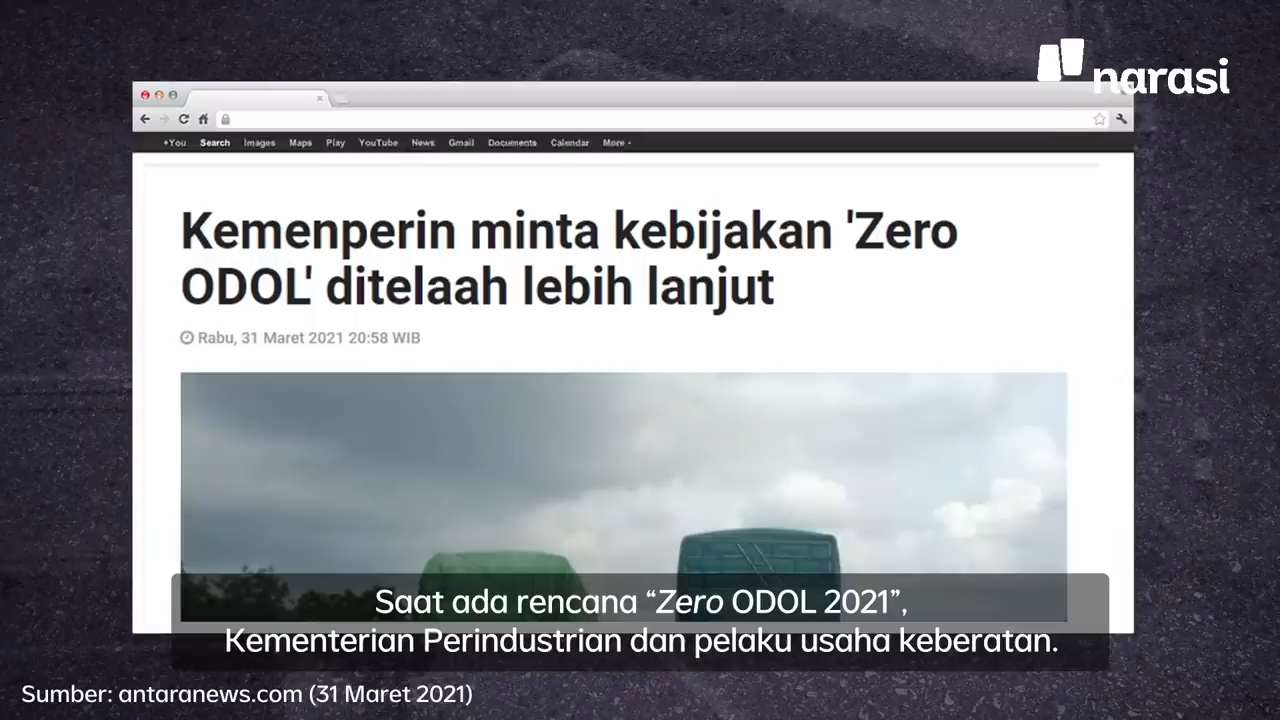 narasi
+You Search Images Maps Play YouTube News Gmail Documents Calendar More
Kemenperin minta kebijakan 'Zero
ODOL' ditelaah lebih lanjut
Rabu, 31 Maret 2021 20:58 WIB
Saat ada rencana “Zero ODOL 2021”,
Kementerian Perindustrian dan pelaku usaha keberatan.
Sumber: antaranews.com (31 Maret 2021)